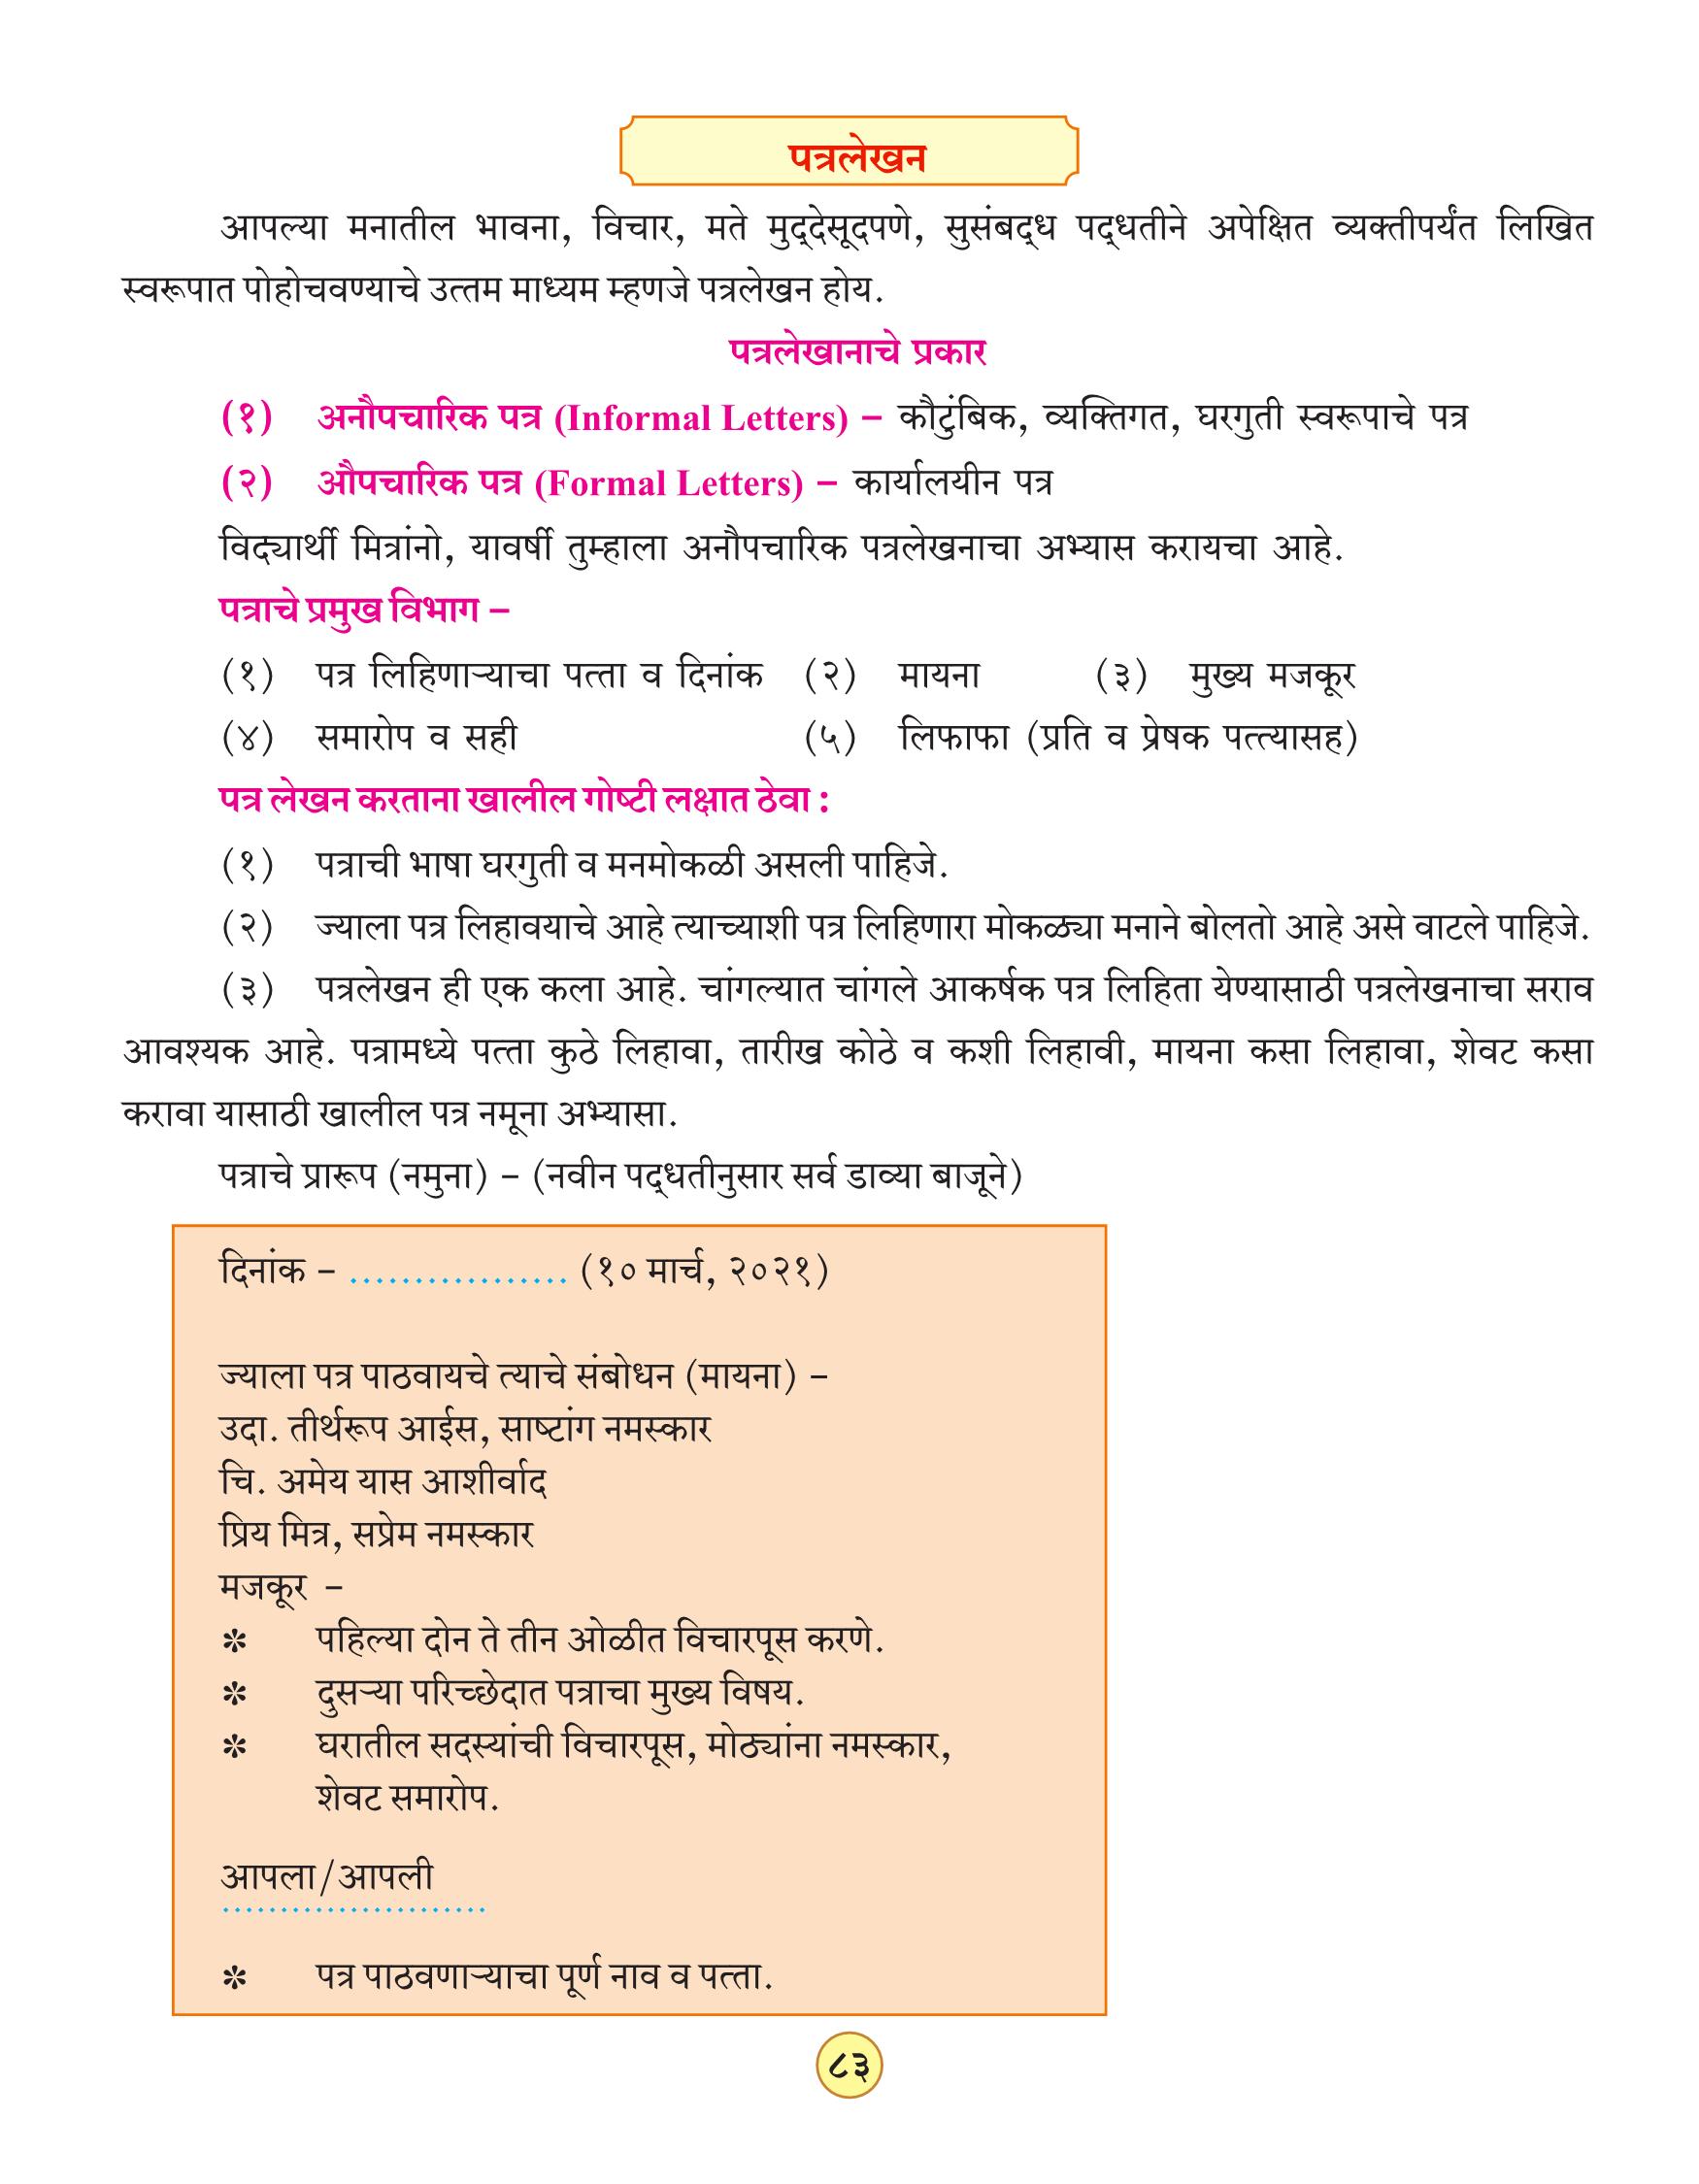 पत्रलेखन
आपल्या मनातील भावना, विचार, मते मुद्‌देसूदपणे, सुसंबद्‌ध पद्‌धतीने अपेक्षित व्यक्तीपर्यंत लिखित
स्वरूपात पोहोचवण्याचे उत्तम माध्यम म्हणजे पत्रलेखन होय.
पत्रलेखानाचे प्रकार
(१) अनौपचारिक पत्र (Informal Letters) – कौटुंबिक, व्यक्तिगत, घरगुती स्वरूपाचे पत्र
(२) औपचारिक पत्र (Formal Letters) – कार्यालयीन पत्र
विद्यार्थी मित्रांनो, यावर्षी तुम्हाला अनौपचारिक पत्रलेखनाचा अभ्यास करायचा आहे.
पत्राचे प्रमुख विभाग –
(१) पत्र लिहिणाऱ्याचा पत्ता व दिनांक (२) मायना (३) मुख्य मजकूर
(४) समारोप व सही (५) लिफाफा (प्रति व प्रेषक पत्त्यासह)
पत्र लेखन करताना खालील गोष्टी लक्षात ठेवा :
(१) पत्राची भाषा घरगुती व मनमोकळी असली पाहिजे.
(२) ज्याला पत्र लिहावयाचे आहे त्याच्याशी पत्र लिहिणारा मोकळ्या मनाने बोलतो आहे असे वाटले पाहिजे.
(३) पत्रलेखन ही एक कला आहे. चांगल्यात चांगले आकर्षक पत्र लिहिता येण्यासाठी पत्रलेखनाचा सराव
आवश्यक आहे. पत्रामध्ये पत्ता कुठे लिहावा, तारीख कोठे व कशी लिहावी, मायना कसा लिहावा, शेवट कसा
करावा यासाठी खालील पत्र नमूना अभ्यासा.
पत्राचे प्रारूप (नमुना) – (नवीन पद्‌धतीनुसार सर्व डाव्या बाजूने)
दिनांक – ................. (१० मार्च, २०२१)
ज्याला पत्र पाठवायचे त्याचे संबोधन (मायना) –
उदा. तीर्थरूप आईस, साष्टांग नमस्कार
चि. अमेय यास आशीर्वाद
प्रिय मित्र, सप्रेम नमस्कार
मजकूर –
✽ पहिल्या दोन ते तीन ओळीत विचारपूस करणे.
✽ दुसऱ्या परिच्छेदात पत्राचा मुख्य विषय.
✽ घरातील सदस्यांची विचारपूस, मोठ्यांना नमस्कार,
शेवट समारोप.
आपला/आपली
.......................
✽ पत्र पाठवणाऱ्याचा पूर्ण नाव व पत्ता.
८३